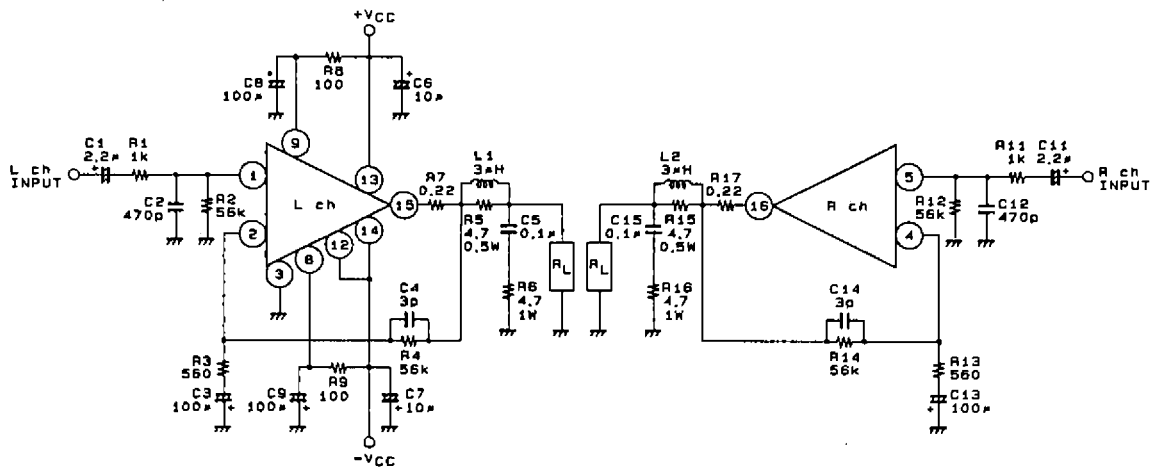 +VCC
C8
100µ
R8
100
C6
10µ
C1
2.2µ
R1
1k
L ch
INPUT
C2
470p
R2
56k
1
2
3
9
13
L ch
15
8
12
14
R7
0.22
L1
3µH
R5
4.7
0.5W
C5
0.1µ
R6
4.7
1W
RL
C4
3p
R4
56k
R3
560
C3
100µ
C9
100µ
R9
100
C7
10µ
-VCC
L2
3µH
R17
0.22
R15
4.7
0.5W
C15
0.1µ
R16
4.7
1W
RL
16
R ch
5
4
R11
1k
C11
2.2µ
R ch
INPUT
R12
56k
C12
470p
C14
3p
R14
56k
R13
560
C13
100µ